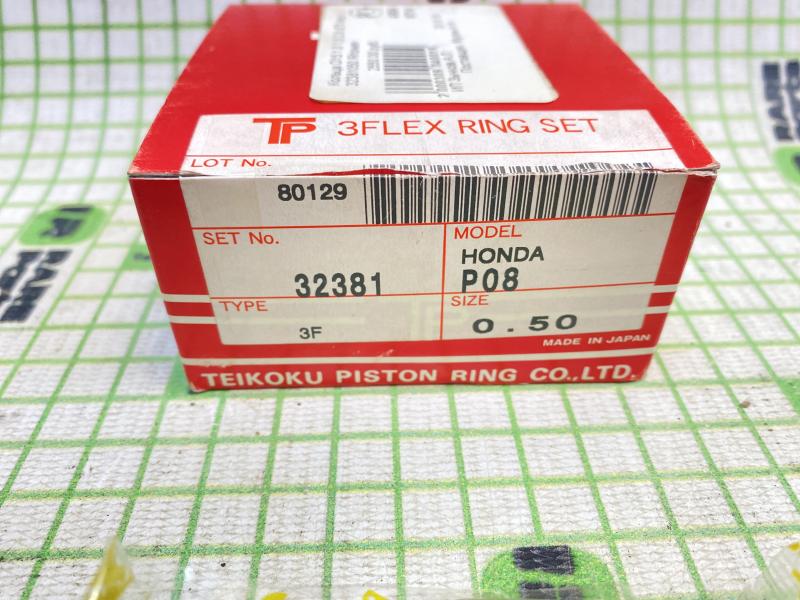 TP 3FLEX RING SET
LOT No.
80129
SET No.
32381
MODEL
HONDA
P08
TYPE
3F
SIZE
0.50
MADE IN JAPAN
TEIKOKU PISTON RING CO.,LTD.